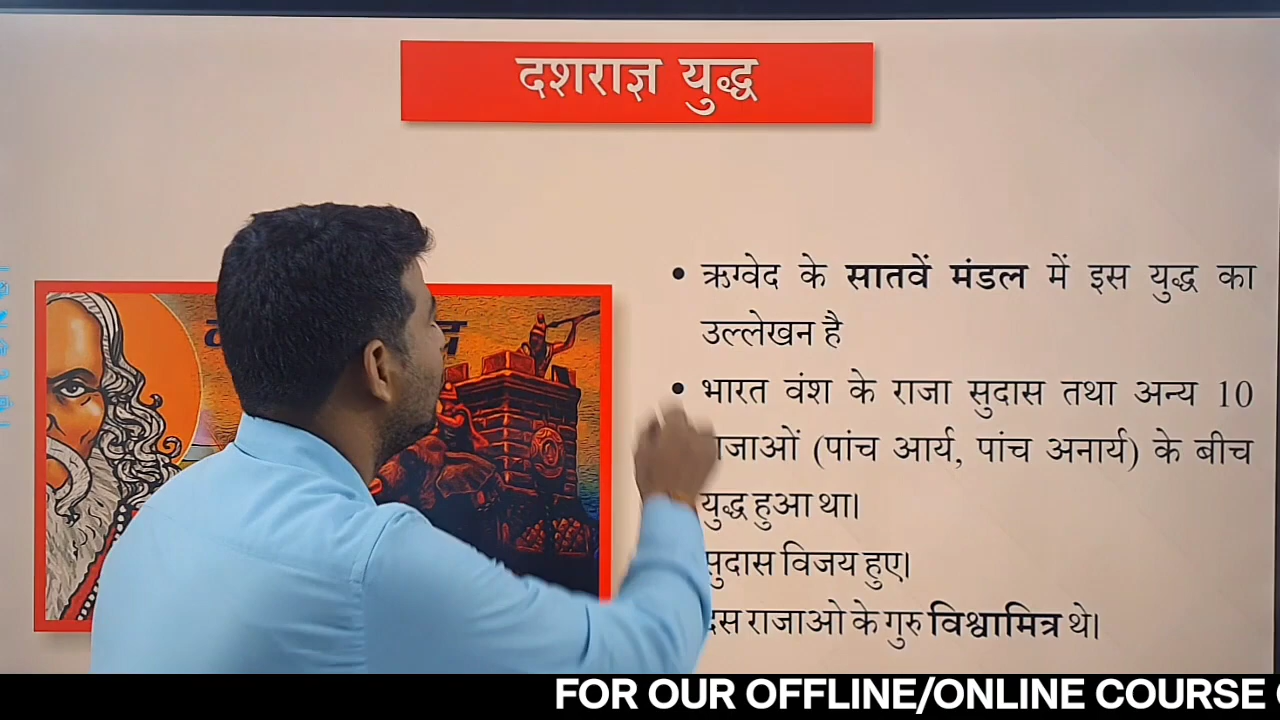 दशराज्ञ युद्ध
• ऋग्वेद के सातवें मंडल में इस युद्ध का
उल्लेखन है
• भारत वंश के राजा सुदास तथा अन्य 10
राजाओं (पांच आर्य, पांच अनार्य) के बीच
युद्ध हुआ था।
सुदास विजय हुए।
दस राजाओ के गुरु विश्वामित्र थे।
FOR OUR OFFLINE/ONLINE COURSE